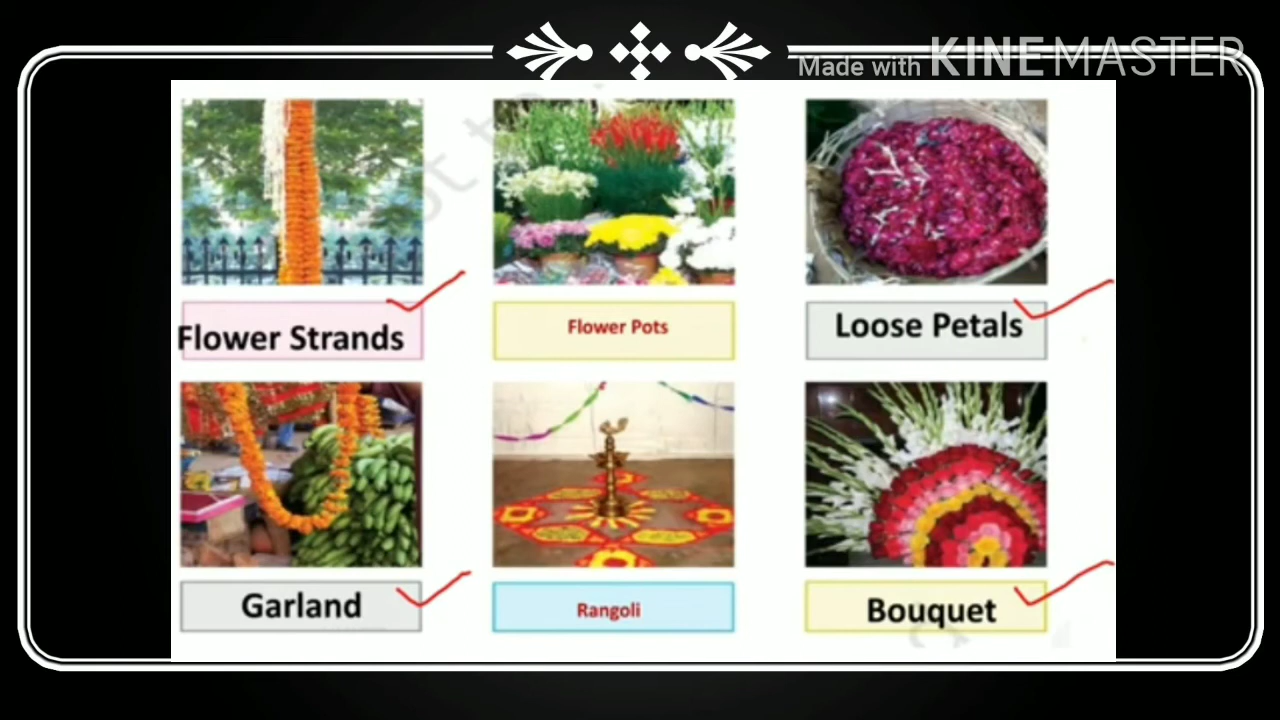 Made with KINEMASTER
Flower Strands
Flower Pots
Loose Petals
Garland
Rangoli
Bouquet